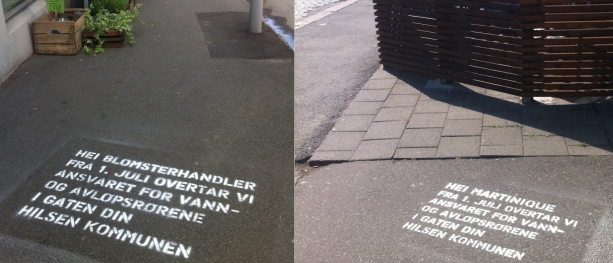 HEI BLOMSTERHANDLER
FRA 1. JULI OVERTAR VI
ANSVARET FOR VANN-
OG AVLØPSRØRENE
I GATEN DIN
HILSEN KOMMUNEN
HEI MARTINIQUE
FRA 1. JULI OVERTAR VI
ANSVARET FOR VANN-
OG AVLØPSRØRENE
I GATEN DIN
HILSEN KOMMUNEN